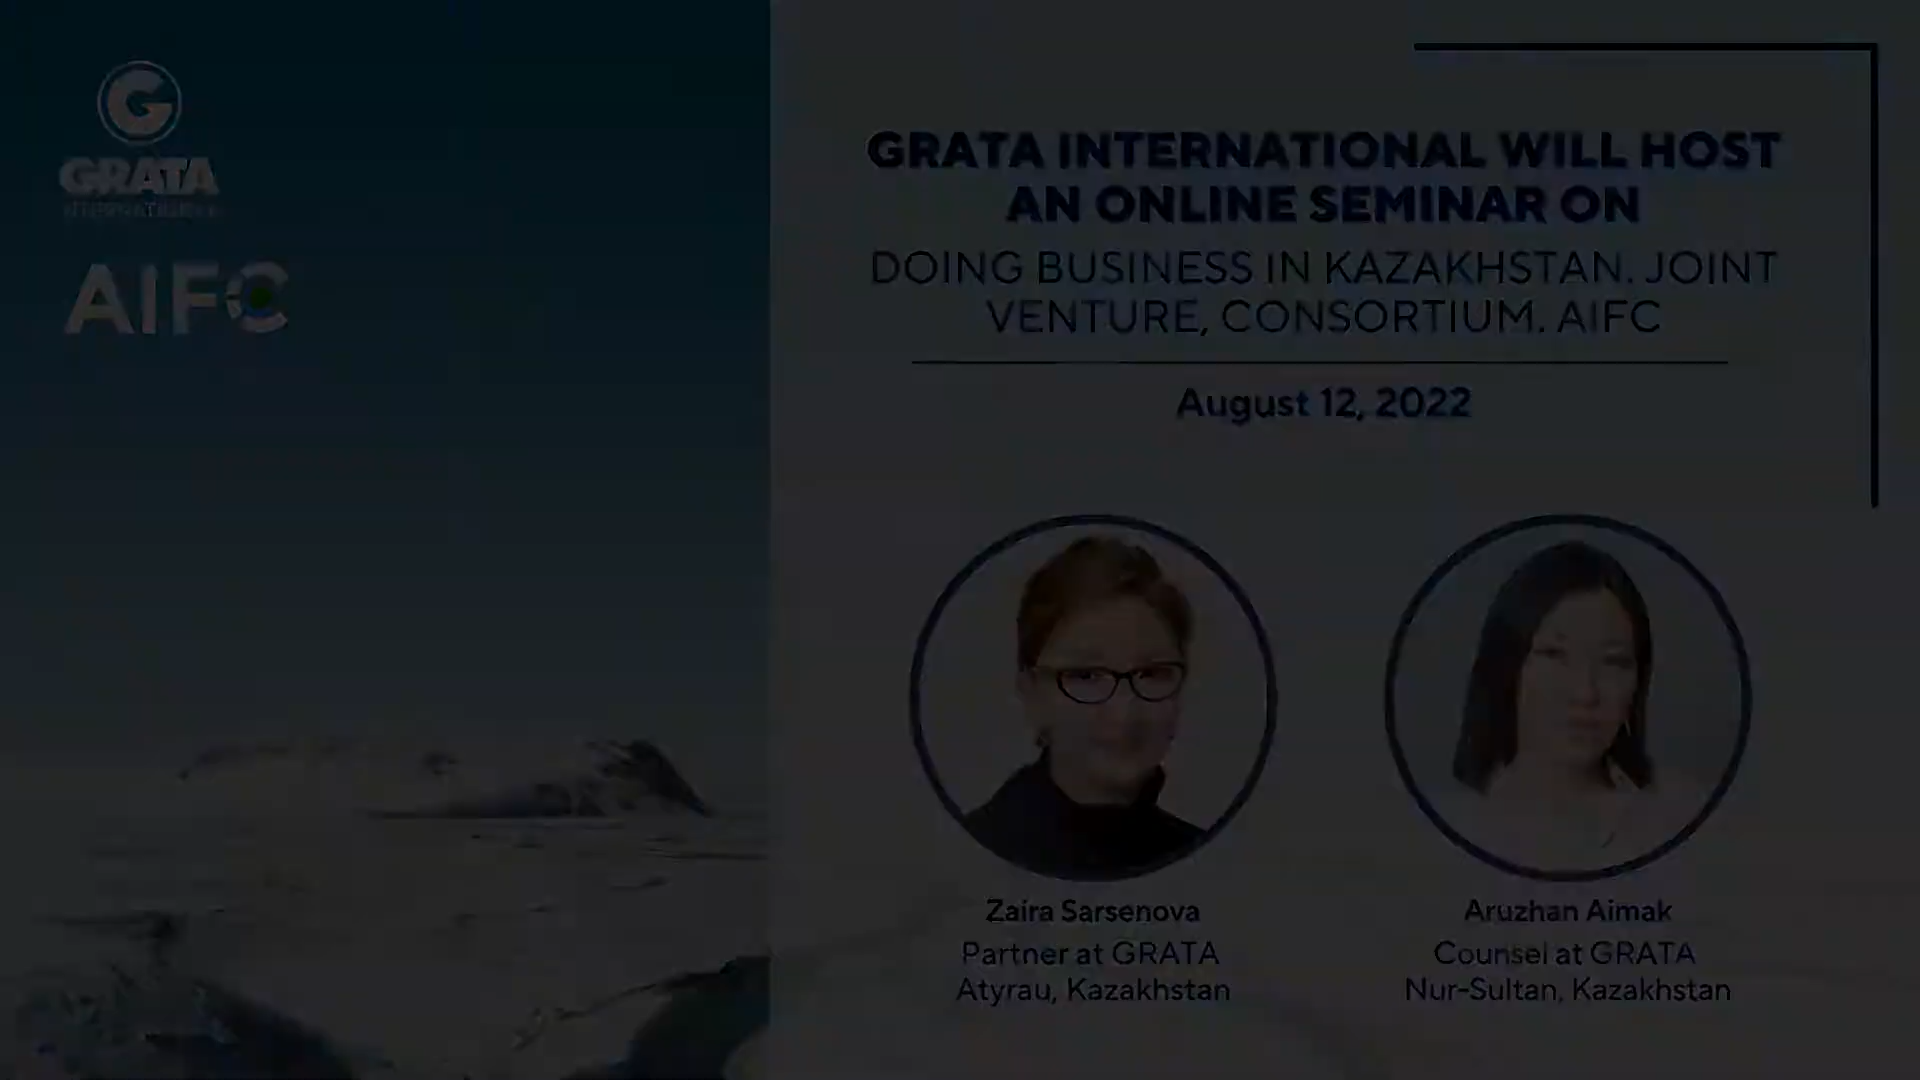 G
GRATA
INTERNATIONAL
AIFC
GRATA INTERNATIONAL WILL HOST
AN ONLINE SEMINAR ON
DOING BUSINESS IN KAZAKHSTAN. JOINT
VENTURE, CONSORTIUM. AIFC
August 12, 2022
Zaira Sarsenova
Partner at GRATA
Atyrau, Kazakhstan
Aruzhan Aimak
Counsel at GRATA
Nur-Sultan, Kazakhstan